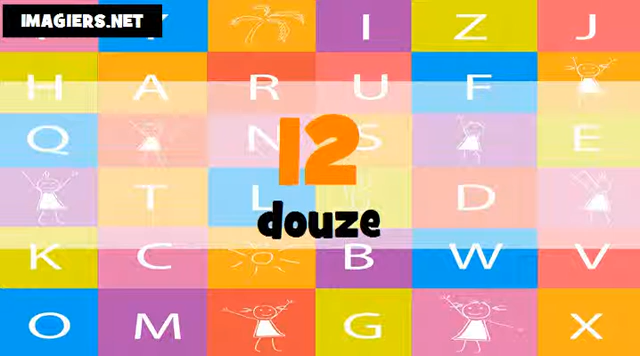 IMAGIERS.NET
I Z J
H A R U F
Q N S E
12
T L D
douze
K C B W V
O M G X